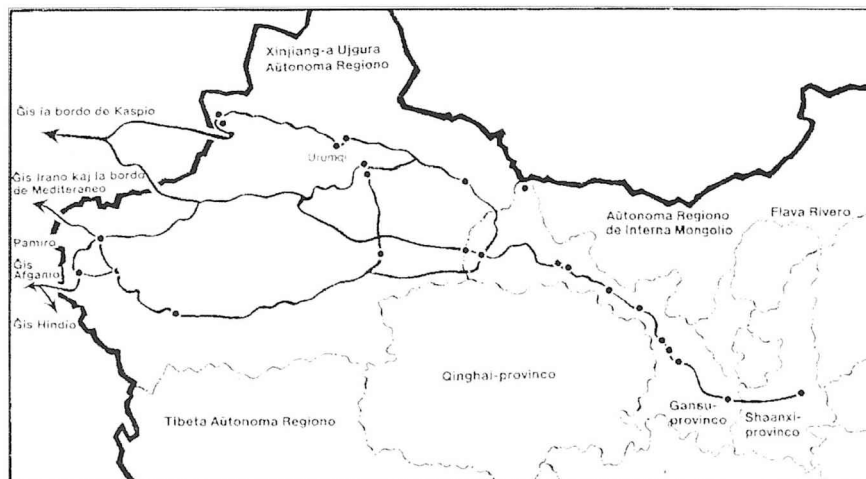 Xinjiang-a Ujgura
Aŭtonoma Regiono
Ĝis la bordo de Kaspio
Urumqi
Ĝis Irano kaj la bordo
de Mediteraneo
Aŭtonoma Regiono
de Interna Mongolio
Flava Rivero
Pamiro
Ĝis
Afganio
Ĝis Hindio
Qinghai-provinco
Gansu-
provinco
Shaanxi-
provinco
Tibeta Aŭtonoma Regiono